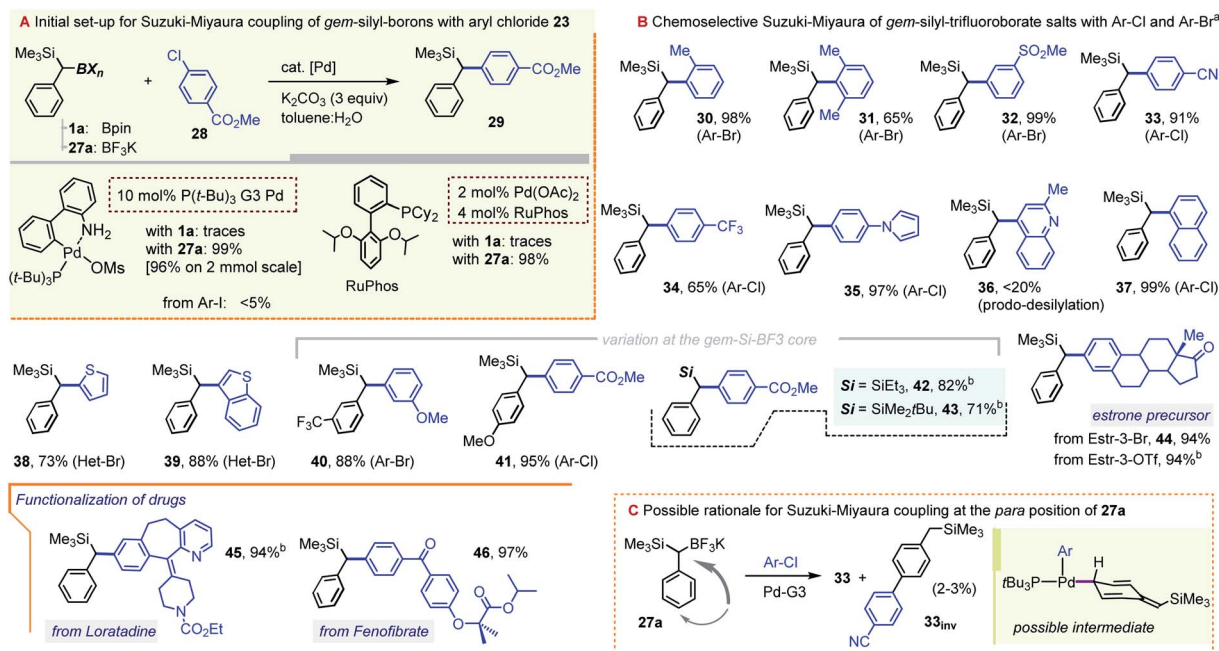 A Initial set-up for Suzuki-Miyaura coupling of gem-silyl-borons with aryl chloride 23
Me3Si
BXn
+
Cl
CO2Me
28
cat. [Pd]
K2CO3 (3 equiv)
toluene:H2O
Me3Si
CO2Me
29
1a: Bpin
27a: BF3K
10 mol% P(t-Bu)3 G3 Pd
NH2
Pd
OMs
(t-Bu)3P
with 1a: traces
with 27a: 99%
[96% on 2 mmol scale]
from Ar-I: <5%
PCy2
O
O
RuPhos
2 mol% Pd(OAc)2
4 mol% RuPhos
with 1a: traces
with 27a: 98%
B Chemoselective Suzuki-Miyaura of gem-silyl-trifluoroborate salts with Ar-Cl and Ar-Bra
Me
Me3Si
30, 98%
(Ar-Br)
Me
Me3Si
Me
31, 65%
(Ar-Br)
SO2Me
Me3Si
32, 99%
(Ar-Br)
Me3Si
CN
33, 91%
(Ar-Cl)
Me3Si
CF3
34, 65% (Ar-Cl)
Me3Si
N
35, 97% (Ar-Cl)
Me
Me3Si
N
36, <20%
(prodo-desilylation)
Me3Si
37, 99% (Ar-Cl)
variation at the gem-Si-BF3 core
Me3Si
S
38, 73% (Het-Br)
Me3Si
S
39, 88% (Het-Br)
Me3Si
F3C
OMe
40, 88% (Ar-Br)
Me3Si
CO2Me
MeO
41, 95% (Ar-Cl)
Si
CO2Me
Si = SiEt3, 42, 82%b
Si = SiMe2tBu, 43, 71%b
Me3Si
Me
O
estrone precursor
from Estr-3-Br, 44, 94%
from Estr-3-OTf, 94%b
Functionalization of drugs
Me3Si
N
N
CO2Et
45, 94%b
from Loratadine
Me3Si
O
O
O
O
46, 97%
from Fenofibrate
C Possible rationale for Suzuki-Miyaura coupling at the para position of 27a
Me3Si
BF3K
27a
Ar-Cl
Pd-G3
33 +
SiMe3
NC
(2-3%)
33inv
Ar
H
tBu3P
Pd
SiMe3
possible intermediate